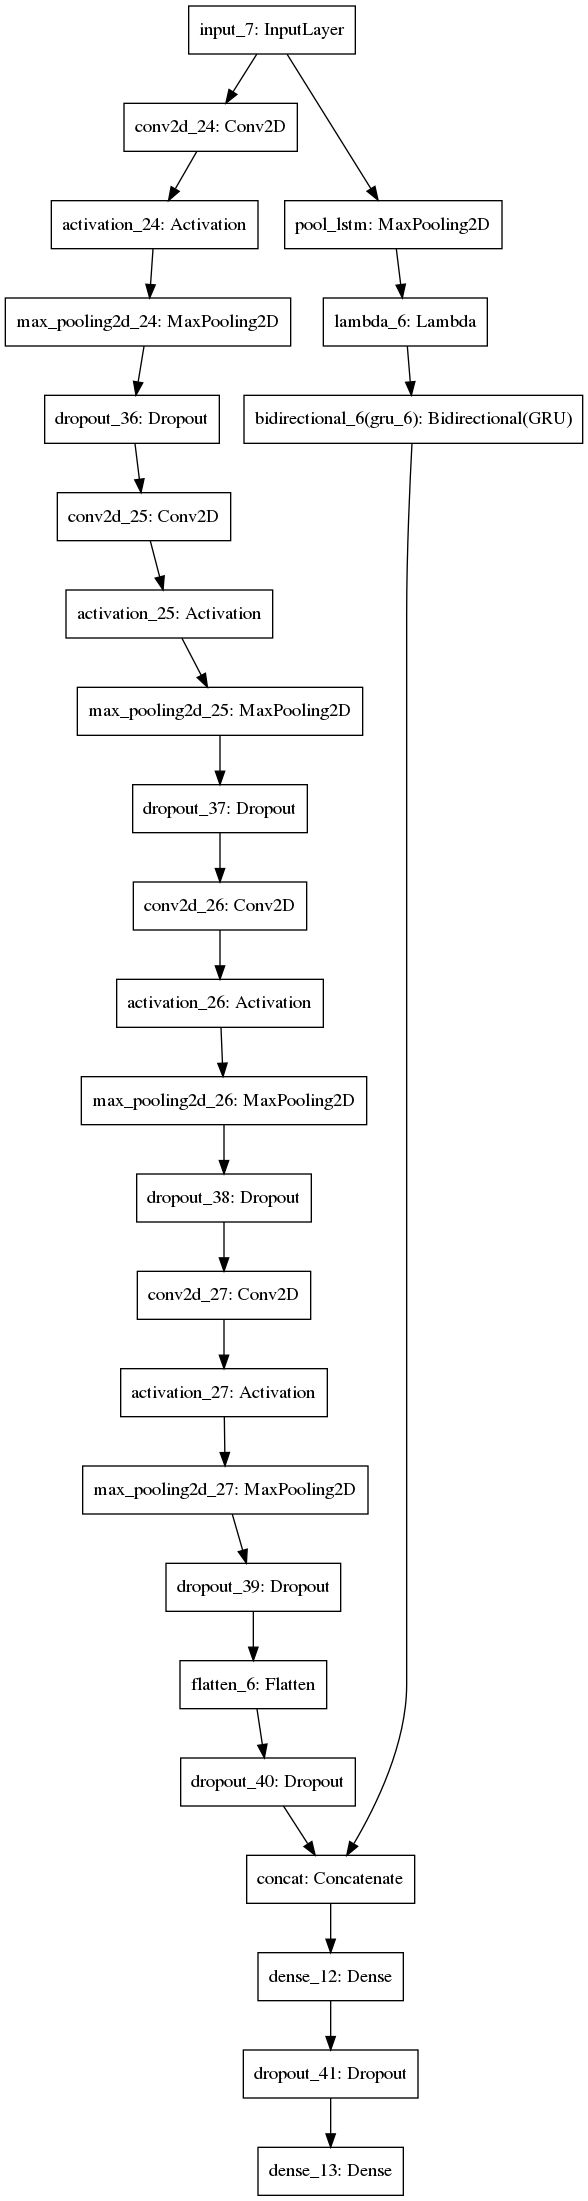 input_7: InputLayer
conv2d_24: Conv2D
activation_24: Activation
pool_lstm: MaxPooling2D
max_pooling2d_24: MaxPooling2D
lambda_6: Lambda
dropout_36: Dropout
bidirectional_6(gru_6): Bidirectional(GRU)
conv2d_25: Conv2D
activation_25: Activation
max_pooling2d_25: MaxPooling2D
dropout_37: Dropout
conv2d_26: Conv2D
activation_26: Activation
max_pooling2d_26: MaxPooling2D
dropout_38: Dropout
conv2d_27: Conv2D
activation_27: Activation
max_pooling2d_27: MaxPooling2D
dropout_39: Dropout
flatten_6: Flatten
dropout_40: Dropout
concat: Concatenate
dense_12: Dense
dropout_41: Dropout
dense_13: Dense